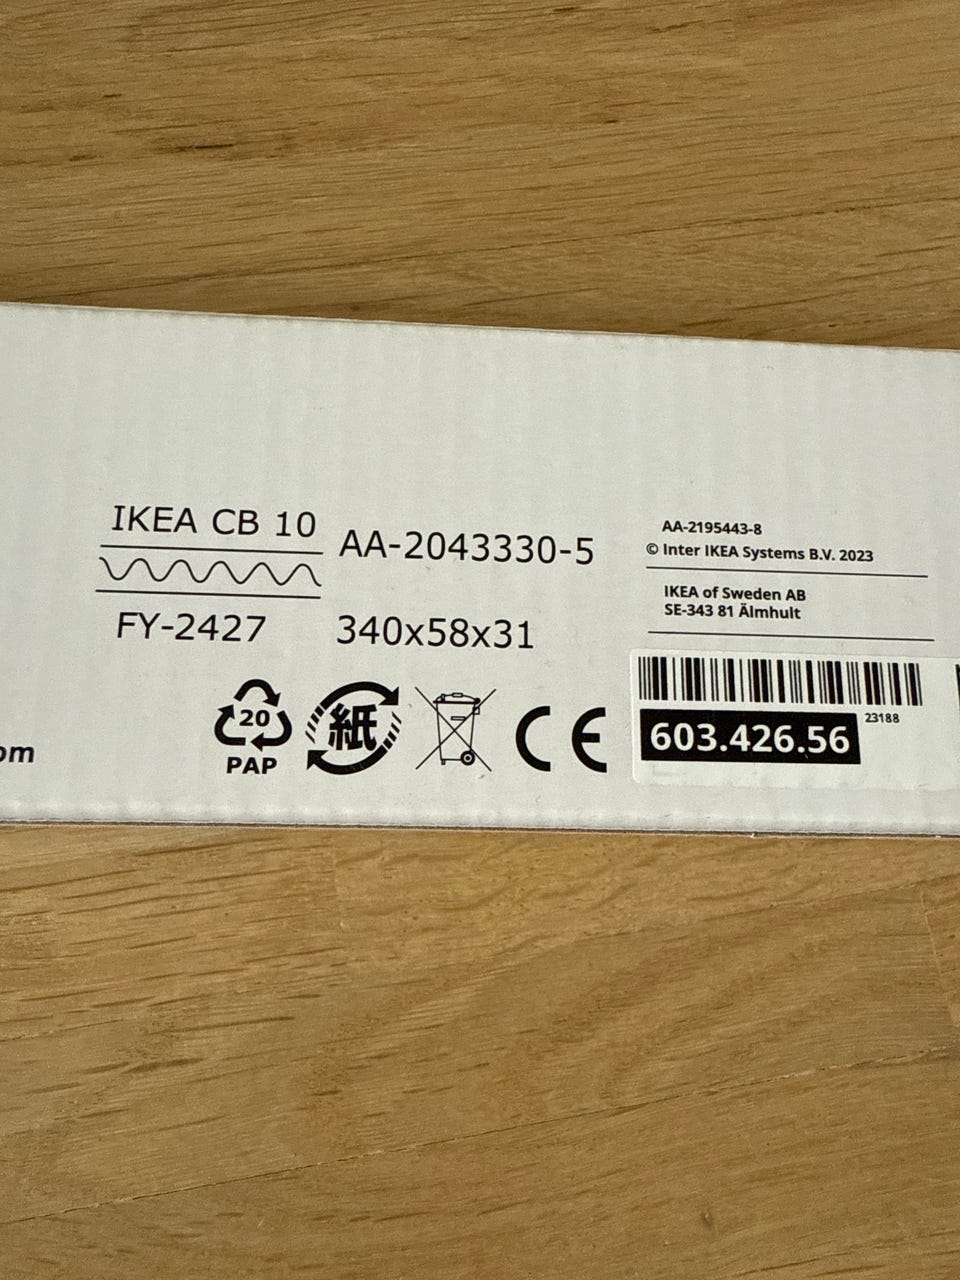 IKEA CB 10
FY-2427
AA-2043330-5
340x58x31
AA-2195443-8
© Inter IKEA Systems B.V. 2023
IKEA of Sweden AB
SE-343 81 Älmhult
20
PAP
紙
CE
23188
603.426.56
om